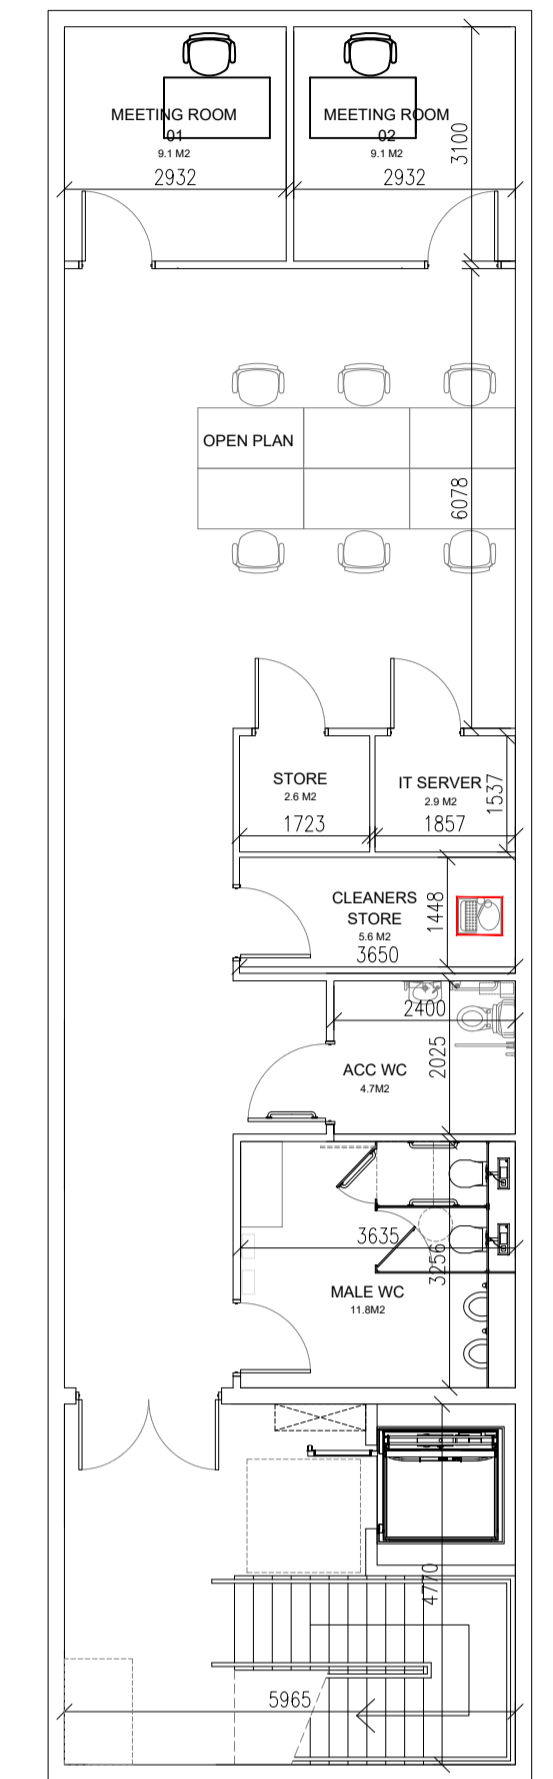 MEETING ROOM
01
9.1 M2
2932
MEETING ROOM
02
9.1 M2
2932
3100
OPEN PLAN
6078
STORE
2.6 M2
1723
IT SERVER
2.9 M2
1857
1537
CLEANERS
STORE
5.6 M2
3650
1448
2400
ACC WC
4.7M2
2025
3635
3256
MALE WC
11.8M2
4770
5965